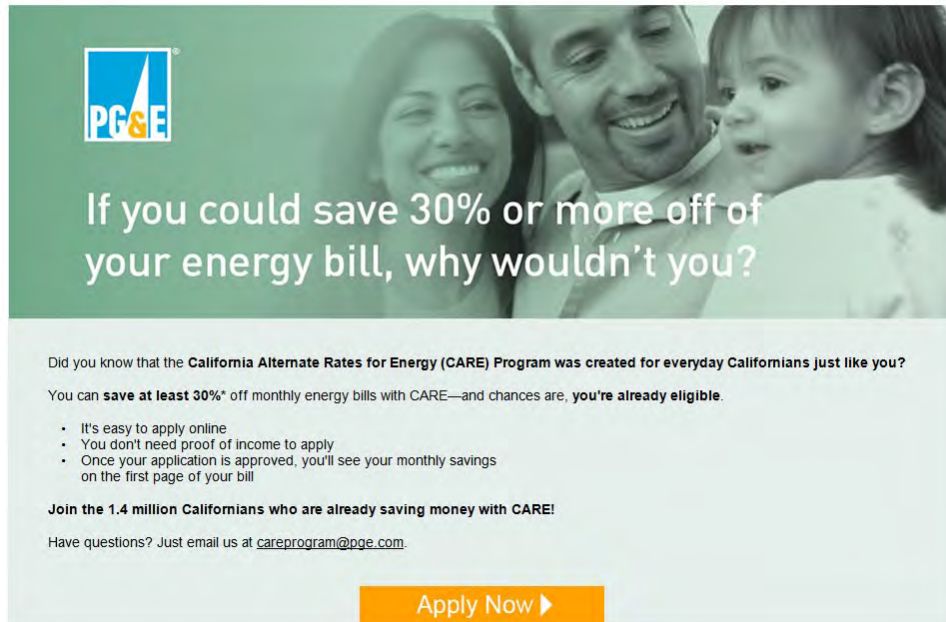 PG&E®
If you could save 30% or more off of
your energy bill, why wouldn't you?
Did you know that the California Alternate Rates for Energy (CARE) Program was created for everyday Californians just like you?
You can save at least 30%* off monthly energy bills with CARE—and chances are, you're already eligible.
• It's easy to apply online
• You don't need proof of income to apply
• Once your application is approved, you'll see your monthly savings
on the first page of your bill
Join the 1.4 million Californians who are already saving money with CARE!
Have questions? Just email us at careprogram@pge.com.
Apply Now